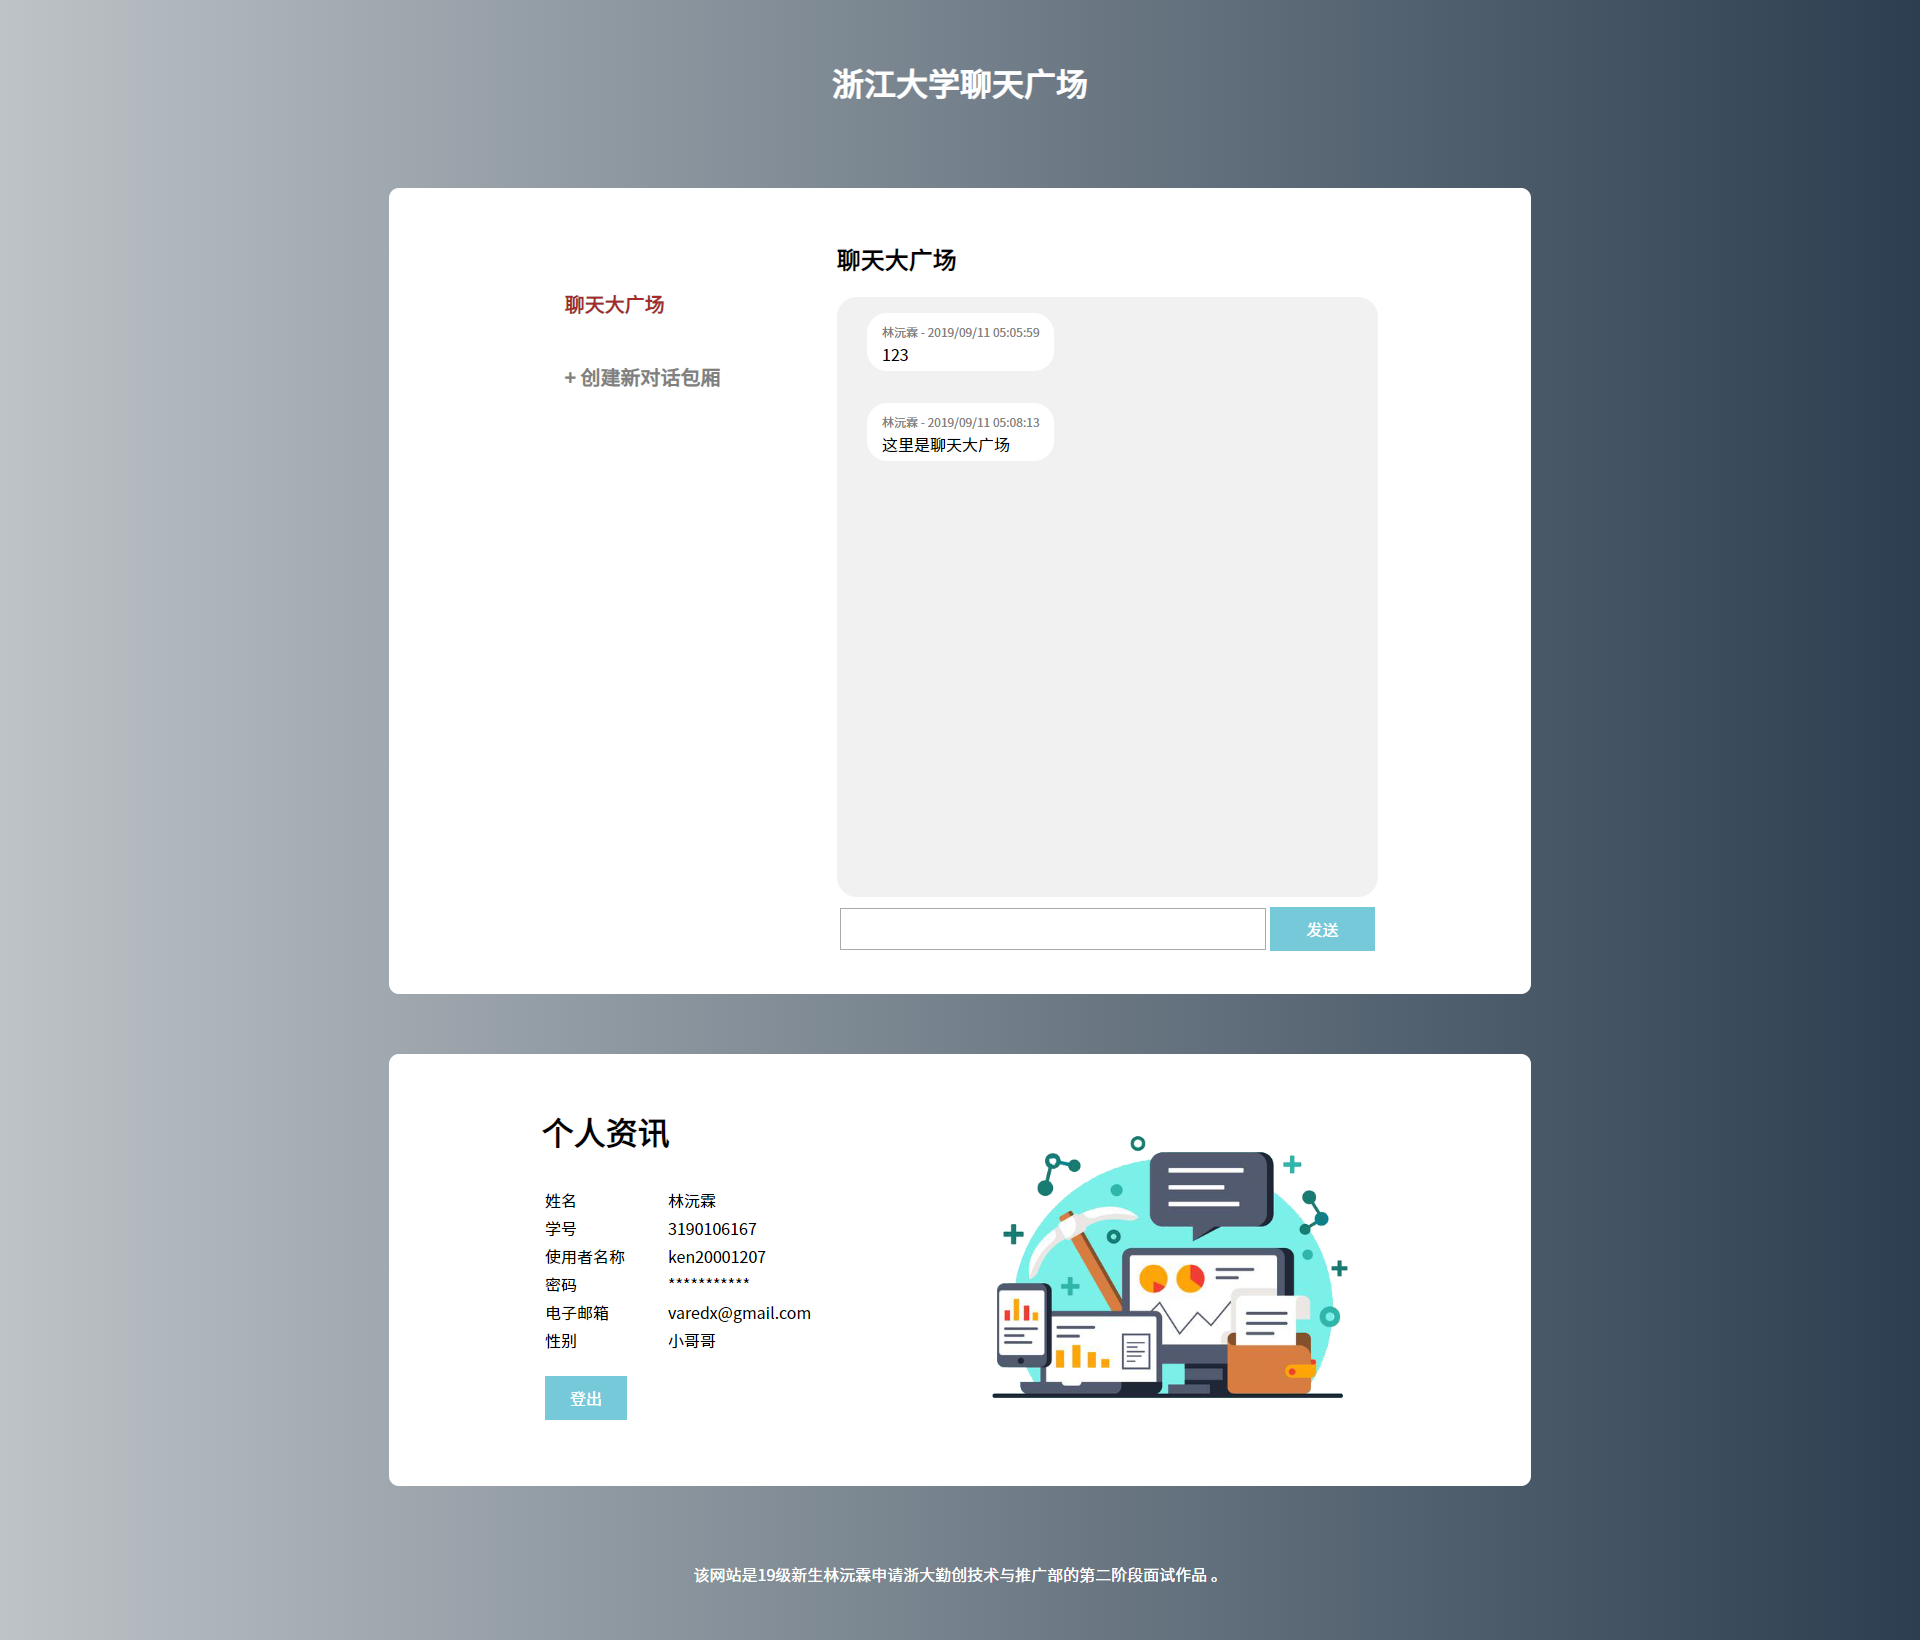 浙江大学聊天广场
聊天大广场
+ 创建新对话包厢
聊天大广场
林沅霖 - 2019/09/11 05:05:59
123
林沅霖 - 2019/09/11 05:08:13
这里是聊天大广场
发送
个人资讯
姓名 林沅霖
学号 3190106167
使用者名称 ken20001207
密码 ***********
电子邮箱 varedx@gmail.com
性别 小哥哥
登出
该网站是19级新生林沅霖申请浙大勤创技术与推广部的第二阶段面试作品 。